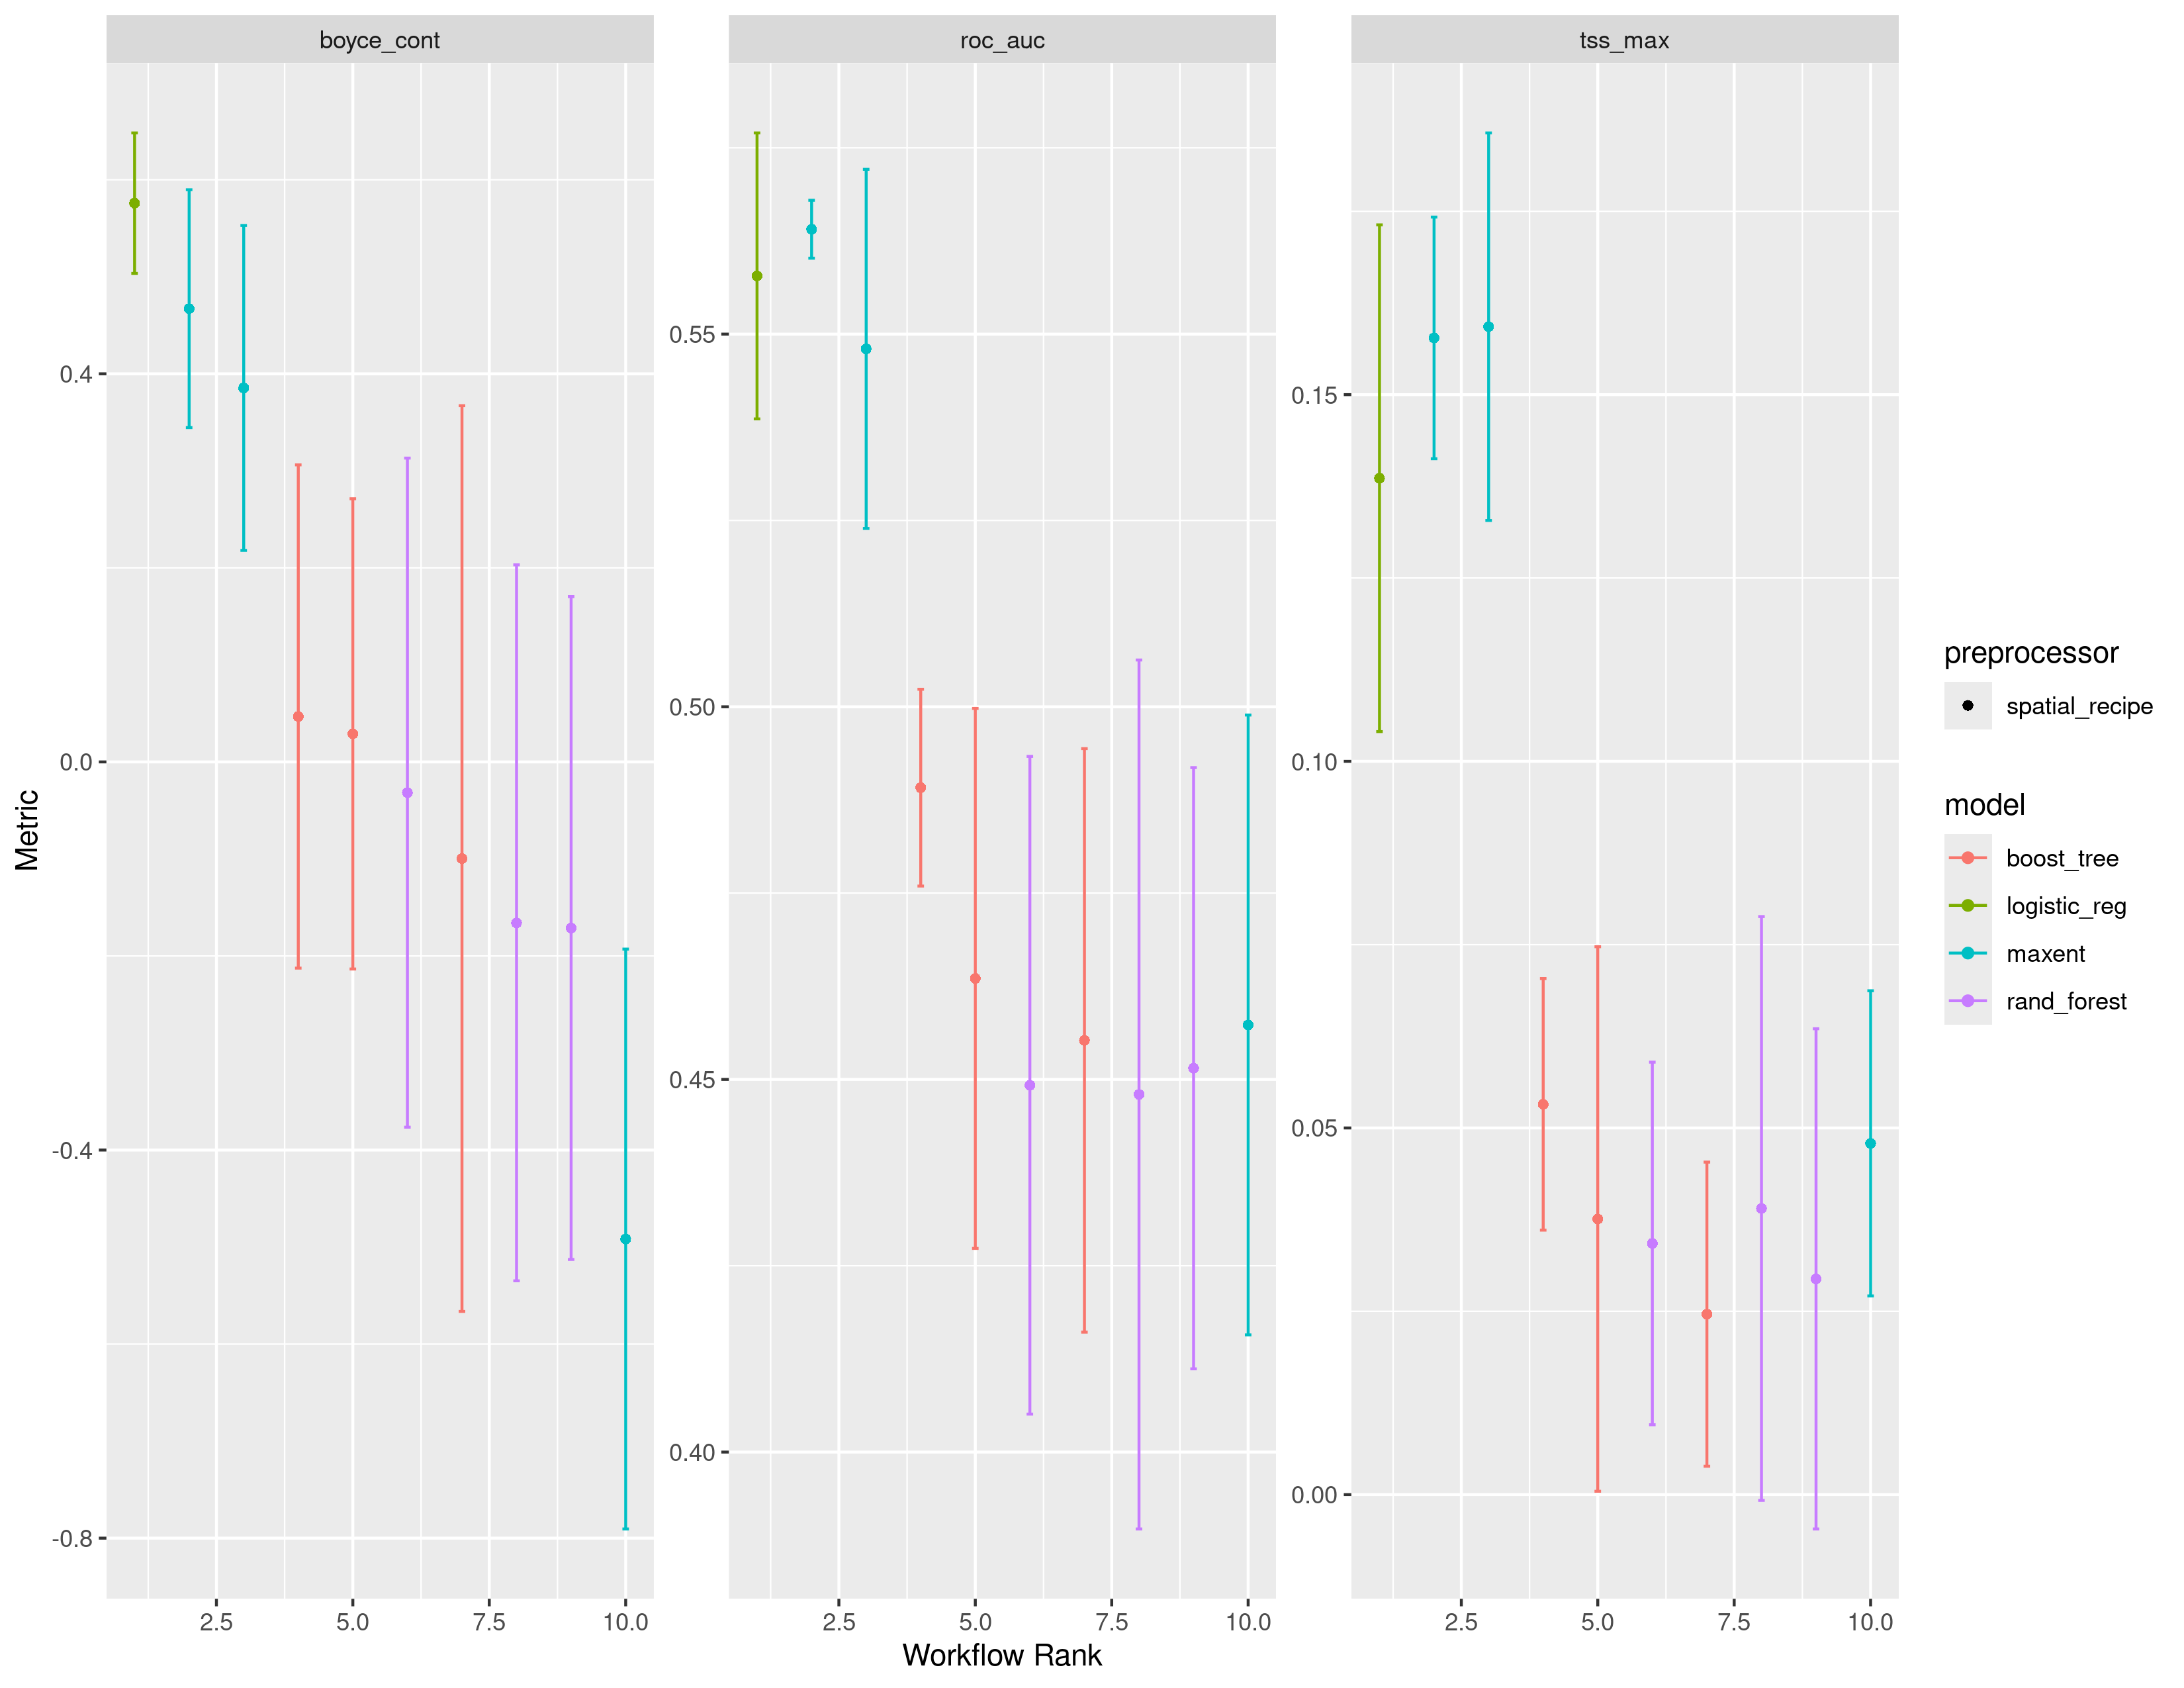 boyce_cont
roc_auc
tss_max
0.4
0.0
-0.4
-0.8
0.55
0.50
0.45
0.40
0.15
0.10
0.05
0.00
2.5 5.0 7.5 10.0
2.5 5.0 7.5 10.0
2.5 5.0 7.5 10.0
Metric
Workflow Rank
preprocessor
spatial_recipe
model
boost_tree
logistic_reg
maxent
rand_forest